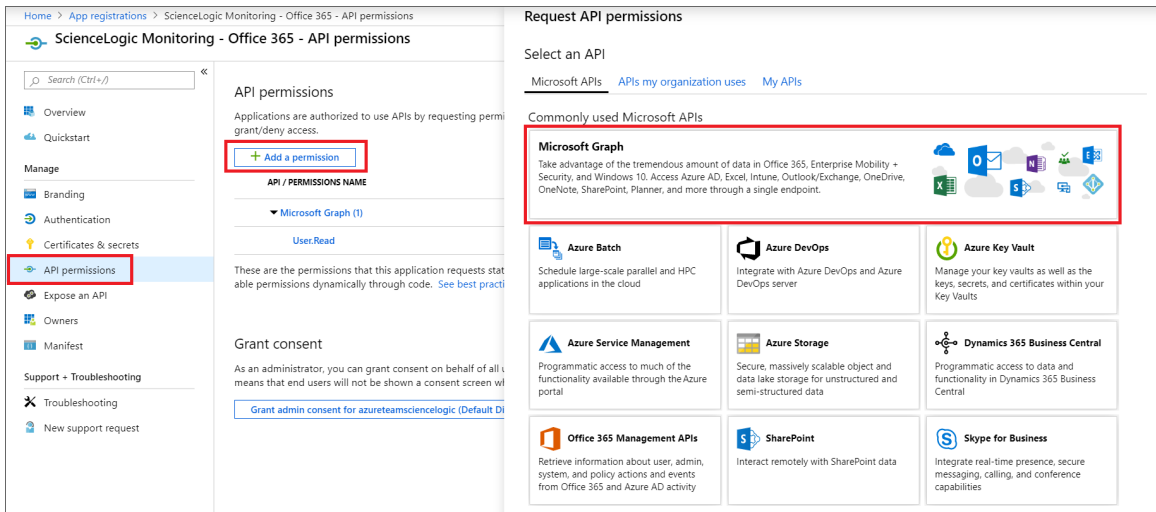 Home > App registrations > ScienceLogic Monitoring - Office 365 - API permissions
ScienceLogic Monitoring - Office 365 - API permissions
Search (Ctrl+/)
«
Overview
Quickstart
Manage
Branding
Authentication
Certificates & secrets
API permissions
Expose an API
Owners
Manifest
Support + Troubleshooting
Troubleshooting
New support request
API permissions
Applications are authorized to use APIs by requesting permi
grant/deny access.
+ Add a permission
API / PERMISSIONS NAME
Microsoft Graph (1)
User.Read
These are the permissions that this application requests stat
able permissions dynamically through code. See best practi
Grant consent
As an administrator, you can grant consent on behalf of all u
means that end users will not be shown a consent screen wh
Grant admin consent for azureteamsciencelogic (Default Di
Request API permissions
Select an API
Microsoft APIs APIs my organization uses My APIs
Commonly used Microsoft APIs
Microsoft Graph
Take advantage of the tremendous amount of data in Office 365, Enterprise Mobility +
Security, and Windows 10. Access Azure AD, Excel, Intune, Outlook/Exchange, OneDrive,
OneNote, SharePoint, Planner, and more through a single endpoint.
Azure Batch
Schedule large-scale parallel and HPC
applications in the cloud
Azure DevOps
Integrate with Azure DevOps and Azure
DevOps server
Azure Key Vault
Manage your key vaults as well as the
keys, secrets, and certificates within your
Key Vaults
Azure Service Management
Programmatic access to much of the
functionality available through the Azure
portal
Azure Storage
Secure, massively scalable object and
data lake storage for unstructured and
semi-structured data
Dynamics 365 Business Central
Programmatic access to data and
functionality in Dynamics 365 Business
Central
Office 365 Management APIs
Retrieve information about user, admin,
system, and policy actions and events
from Office 365 and Azure AD activity
SharePoint
Interact remotely with SharePoint data
Skype for Business
Integrate real-time presence, secure
messaging, calling, and conference
capabilities